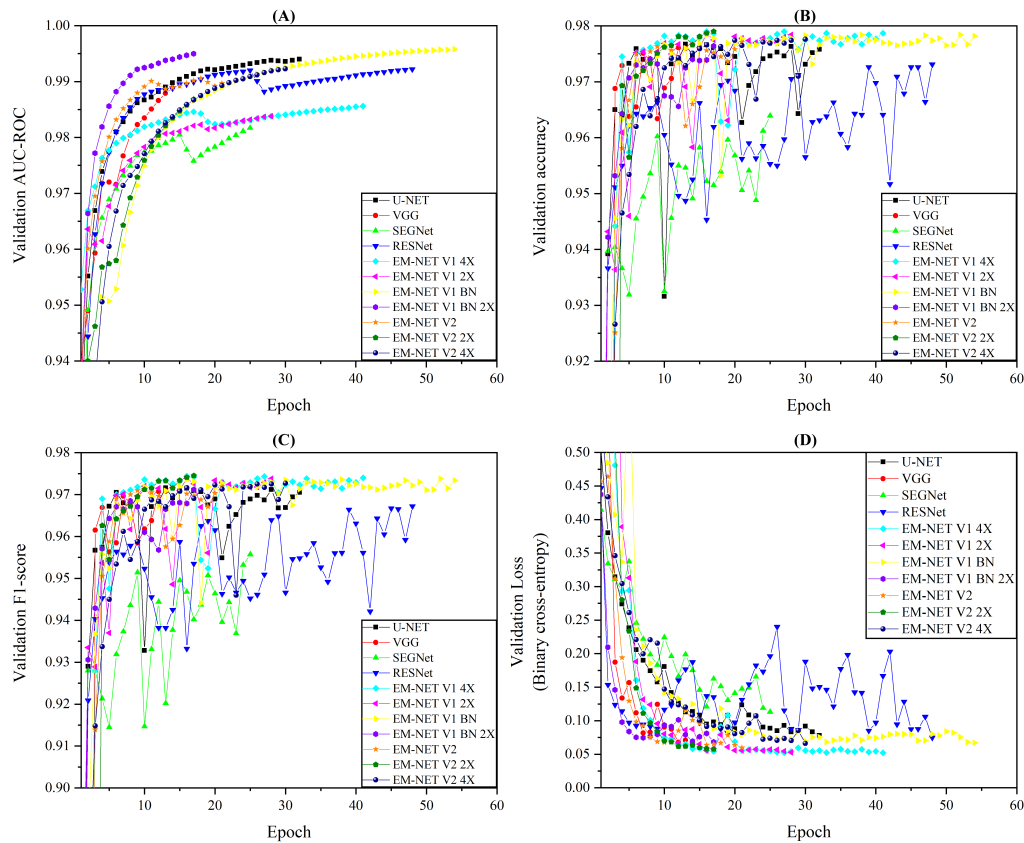 (A)
1.00
0.99
0.98
0.97
0.96
0.95
0.94
Validation AUC-ROC
10 20 30 40 50 60
Epoch
U-NET
VGG
SEGNet
RESNet
EM-NET V1 4X
EM-NET V1 2X
EM-NET V1 BN
EM-NET V1 BN 2X
EM-NET V2
EM-NET V2 2X
EM-NET V2 4X
(B)
0.98
0.97
0.96
0.95
0.94
0.93
0.92
Validation accuracy
0 10 20 30 40 50 60
Epoch
U-NET
VGG
SEGNet
RESNet
EM-NET V1 4X
EM-NET V1 2X
EM-NET V1 BN
EM-NET V1 BN 2X
EM-NET V2
EM-NET V2 2X
EM-NET V2 4X
(C)
0.98
0.97
0.96
0.95
0.94
0.93
0.92
0.91
0.90
Validation F1-score
10 20 30 40 50 60
Epoch
U-NET
VGG
SEGNet
RESNet
EM-NET V1 4X
EM-NET V1 2X
EM-NET V1 BN
EM-NET V1 BN 2X
EM-NET V2
EM-NET V2 2X
EM-NET V2 4X
(D)
0.50
0.45
0.40
0.35
0.30
0.25
0.20
0.15
0.10
0.05
0.00
Validation Loss
(Binary cross-entropy)
10 20 30 40 50 60
Epoch
U-NET
VGG
SEGNet
RESNet
EM-NET V1 4X
EM-NET V1 2X
EM-NET V1 BN
EM-NET V1 BN 2X
EM-NET V2
EM-NET V2 2X
EM-NET V2 4X